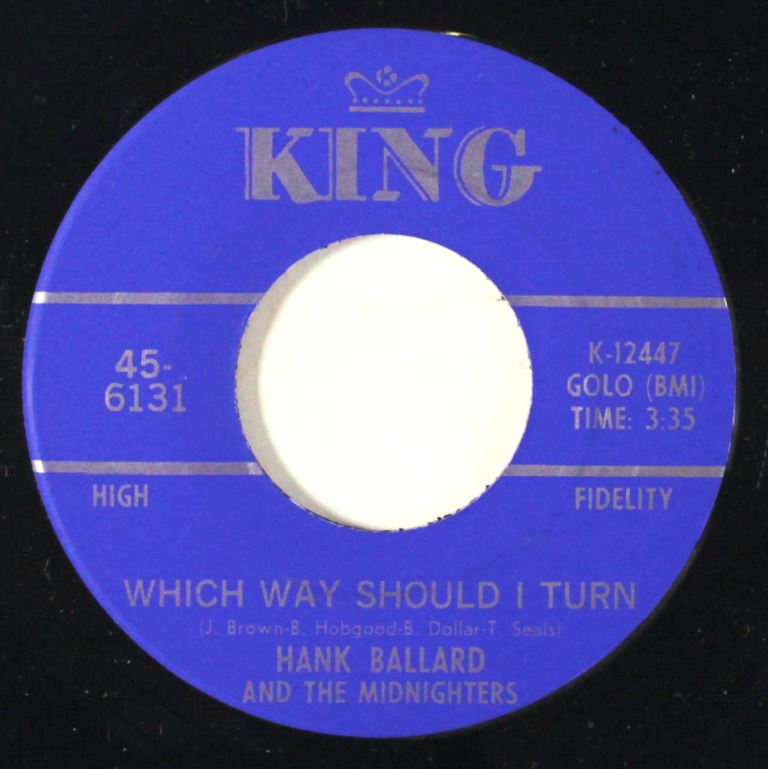 KING
45-
6131
K-12447
GOLO (BMI)
TIME: 3:35
HIGH
FIDELITY
WHICH WAY SHOULD I TURN
(J. Brown-B. Hobgood-B. Dollar-T. Seals)
HANK BALLARD
AND THE MIDNIGHTERS